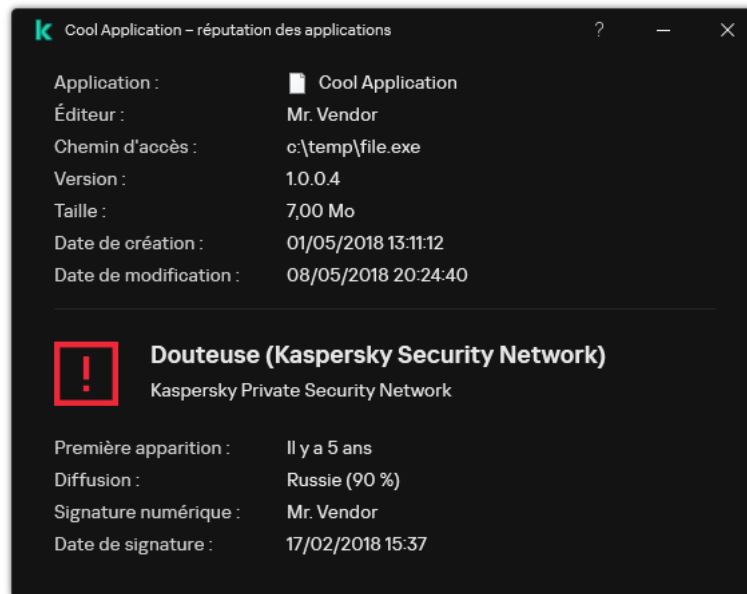 Cool Application – réputation des applications
Application : Cool Application
Éditeur : Mr. Vendor
Chemin d'accès : c:\temp\file.exe
Version : 1.0.0.4
Taille : 7,00 Mo
Date de création : 01/05/2018 13:11:12
Date de modification : 08/05/2018 20:24:40
Douteuse (Kaspersky Security Network)
Kaspersky Private Security Network
Première apparition : Il y a 5 ans
Diffusion : Russie (90 %)
Signature numérique : Mr. Vendor
Date de signature : 17/02/2018 15:37